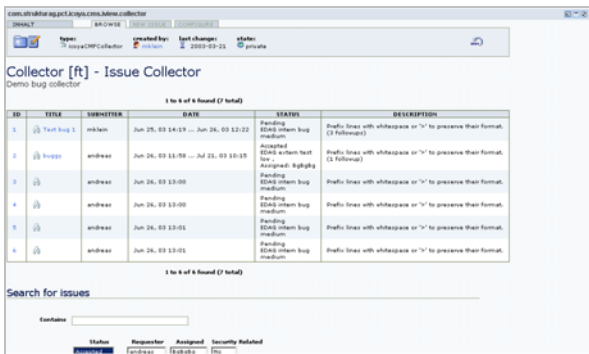 com.strukturag.pct.icoya.cms.iview.collector
INHALT BROWSE NEW ISSUE CONFIGURE
type: created by: last change: state:
icoyaCMFCollector mklein 2003-03-21 private
Collector [ft] - Issue Collector
Demo bug collector
1 to 6 of 6 found (7 total)
ID TITLE SUBMITTER DATE STATUS DESCRIPTION
1 Test bug 1 mklein Jun 25, 03 14:19 ... Jun 26, 03 12:22 Pending EDAG intern bug medium Prefix lines with whitespace or '>' to preserve their format. (3 followups)
2 buggs andreas Jun 26, 03 11:58 ... Jul 21, 03 10:15 Accepted EDAG extern test low , Assigned: bgbgbg Prefix lines with whitespace or '>' to preserve their format. (1 followup)
3 andreas Jun 26, 03 13:00 Pending EDAG intern bug medium Prefix lines with whitespace or '>' to preserve their format.
4 andreas Jun 26, 03 13:00 Pending EDAG intern bug medium Prefix lines with whitespace or '>' to preserve their format.
5 andreas Jun 26, 03 13:01 Pending EDAG intern bug medium Prefix lines with whitespace or '>' to preserve their format.
6 andreas Jun 26, 03 13:01 Pending EDAG intern bug medium Prefix lines with whitespace or '>' to preserve their format.
1 to 6 of 6 found (7 total)
Search for issues
Contains
Status Requester Assigned Security Related
Accepted andreas bgbgbg No